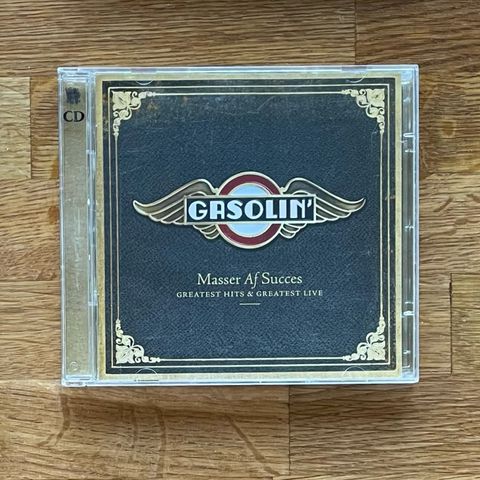 CD
GASOLIN'
Masser Af Succes
GREATEST HITS & GREATEST LIVE